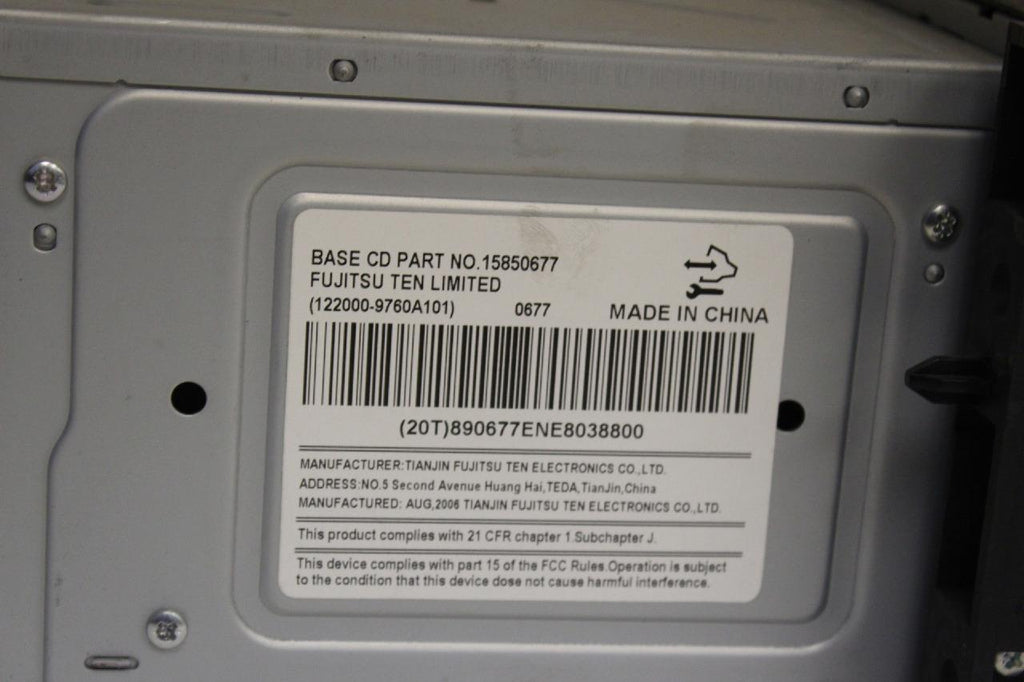 BASE CD PART NO.15850677
FUJITSU TEN LIMITED
(122000-9760A101) 0677 MADE IN CHINA
(20T)890677ENE8038800
MANUFACTURER:TIANJIN FUJITSU TEN ELECTRONICS CO.,LTD.
ADDRESS:NO.5 Second Avenue Huang Hai,TEDA,TianJin,China
MANUFACTURED: AUG,2006 TIANJIN FUJITSU TEN ELECTRONICS CO.,LTD.
This product complies with 21 CFR chapter 1 Subchapter J.
This device complies with part 15 of the FCC Rules.Operation is subject
to the condition that this device dose not cause harmful interference.